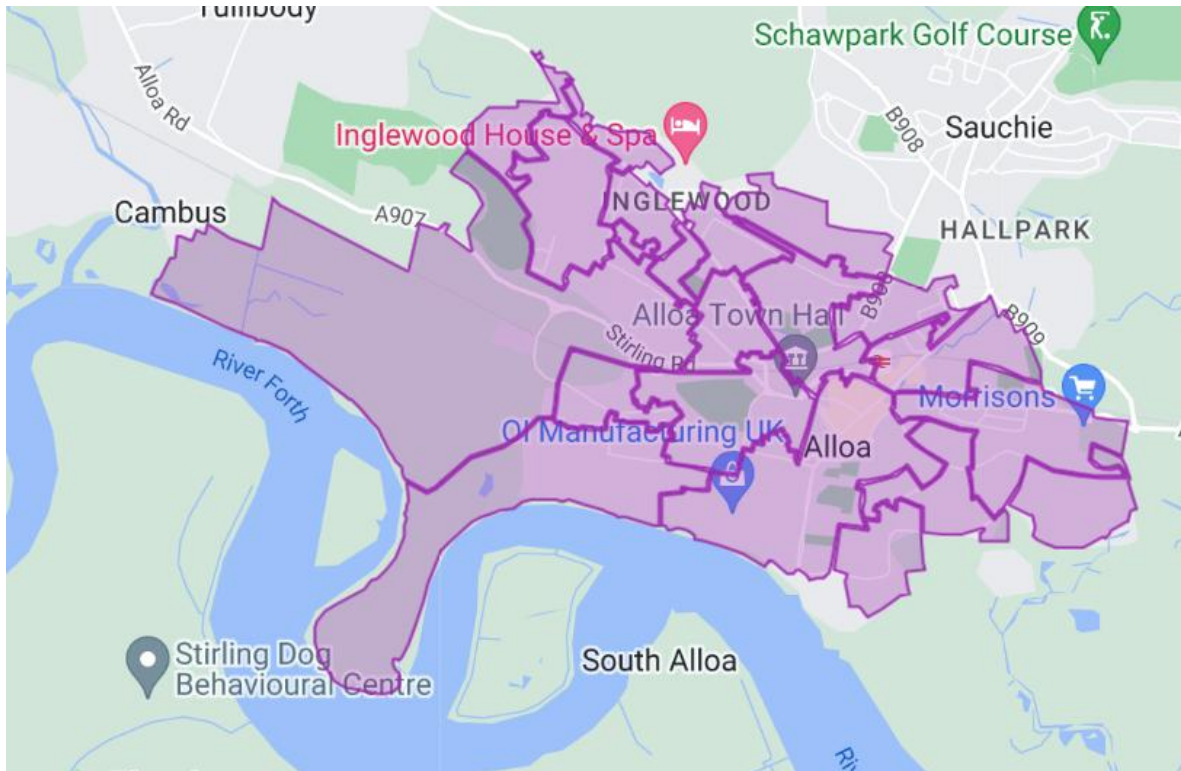 Tullibody
Schawpark Golf Course
Alloa Rd
B908
Inglewood House & Spa
Sauchie
INGLEWOOD
Cambus
A907
HALLPARK
B908
Alloa Town Hall
B909
Stirling Rd
River Forth
Morrisons
OI Manufacturing UK
Alloa
South Alloa
Stirling Dog
Behavioural Centre